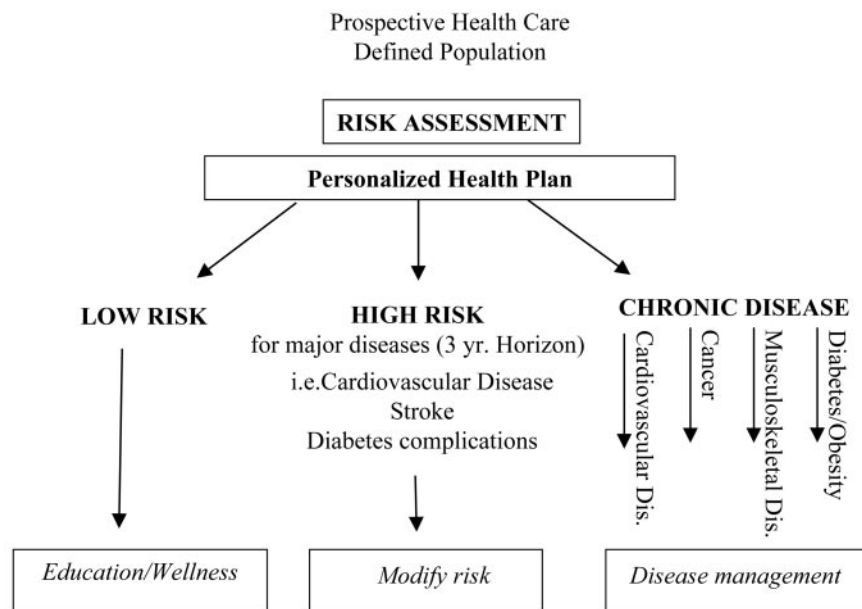 Prospective Health Care
Defined Population
RISK ASSESSMENT
Personalized Health Plan
LOW RISK
HIGH RISK
for major diseases (3 yr. Horizon)
i.e.Cardiovascular Disease
Stroke
Diabetes complications
CHRONIC DISEASE
Cardiovascular Dis.
Cancer
Musculoskeletal Dis.
Diabetes/Obesity
Education/Wellness
Modify risk
Disease management